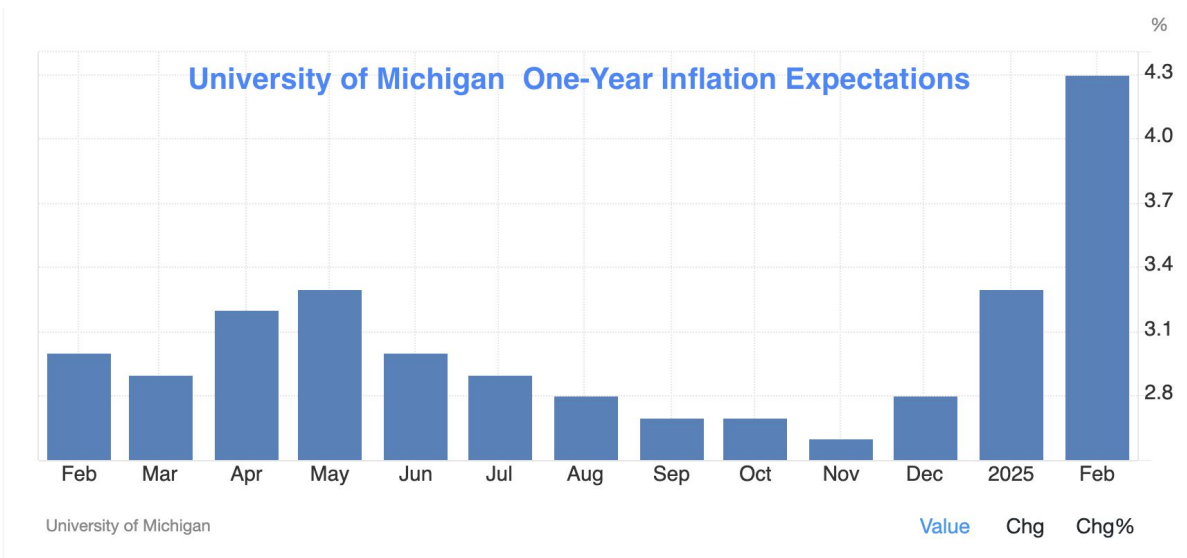 %
University of Michigan One-Year Inflation Expectations
4.3
4.0
3.7
3.4
3.1
2.8
Feb Mar Apr May Jun Jul Aug Sep Oct Nov Dec 2025 Feb
University of Michigan Value Chg Chg%